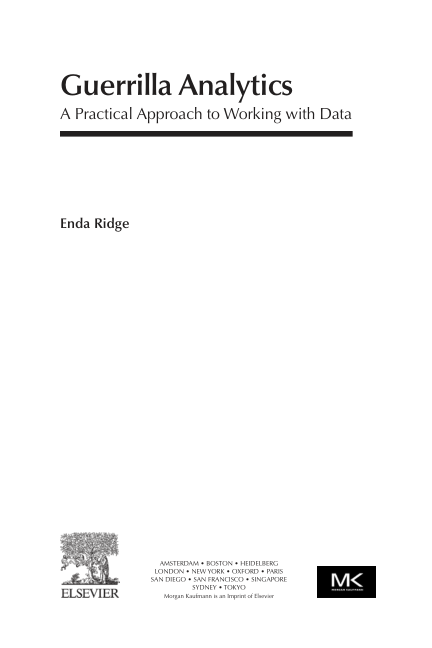 Guerrilla Analytics
A Practical Approach to Working with Data
Enda Ridge
ELSEVIER
AMSTERDAM • BOSTON • HEIDELBERG
LONDON • NEW YORK • OXFORD • PARIS
SAN DIEGO • SAN FRANCISCO • SINGAPORE
SYDNEY • TOKYO
Morgan Kaufmann is an Imprint of Elsevier
MK
MORGAN KAUFMANN